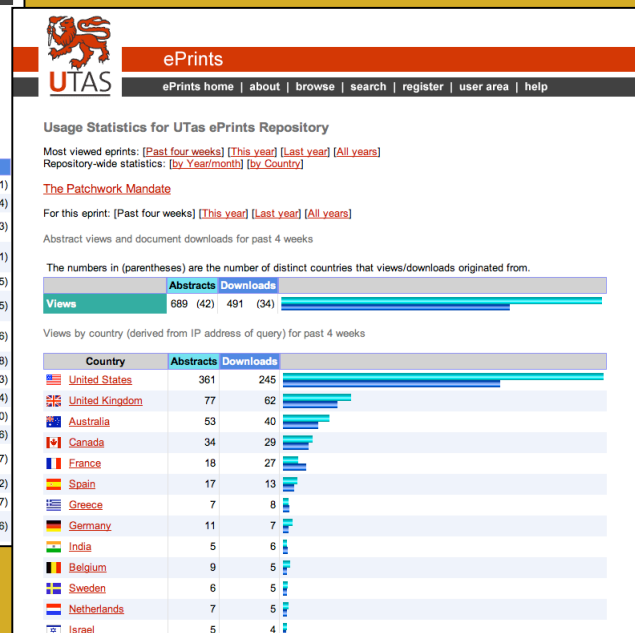 UTAS
ePrints
ePrints home | about | browse | search | register | user area | help
Usage Statistics for UTas ePrints Repository
Most viewed eprints: [Past four weeks] [This year] [Last year] [All years]
Repository-wide statistics: [by Year/month] [by Country]
The Patchwork Mandate
For this eprint: [Past four weeks] [This year] [Last year] [All years]
Abstract views and document downloads for past 4 weeks
The numbers in (parentheses) are the number of distinct countries that views/downloads originated from.
Abstracts Downloads
Views 689 (42) 491 (34)
Views by country (derived from IP address of query) for past 4 weeks
Country Abstracts Downloads
United States 361 245
United Kingdom 77 62
Australia 53 40
Canada 34 29
France 18 27
Spain 17 13
Greece 7 8
Germany 11 7
India 5 6
Belgium 9 5
Sweden 6 5
Netherlands 7 5
Israel 5 4